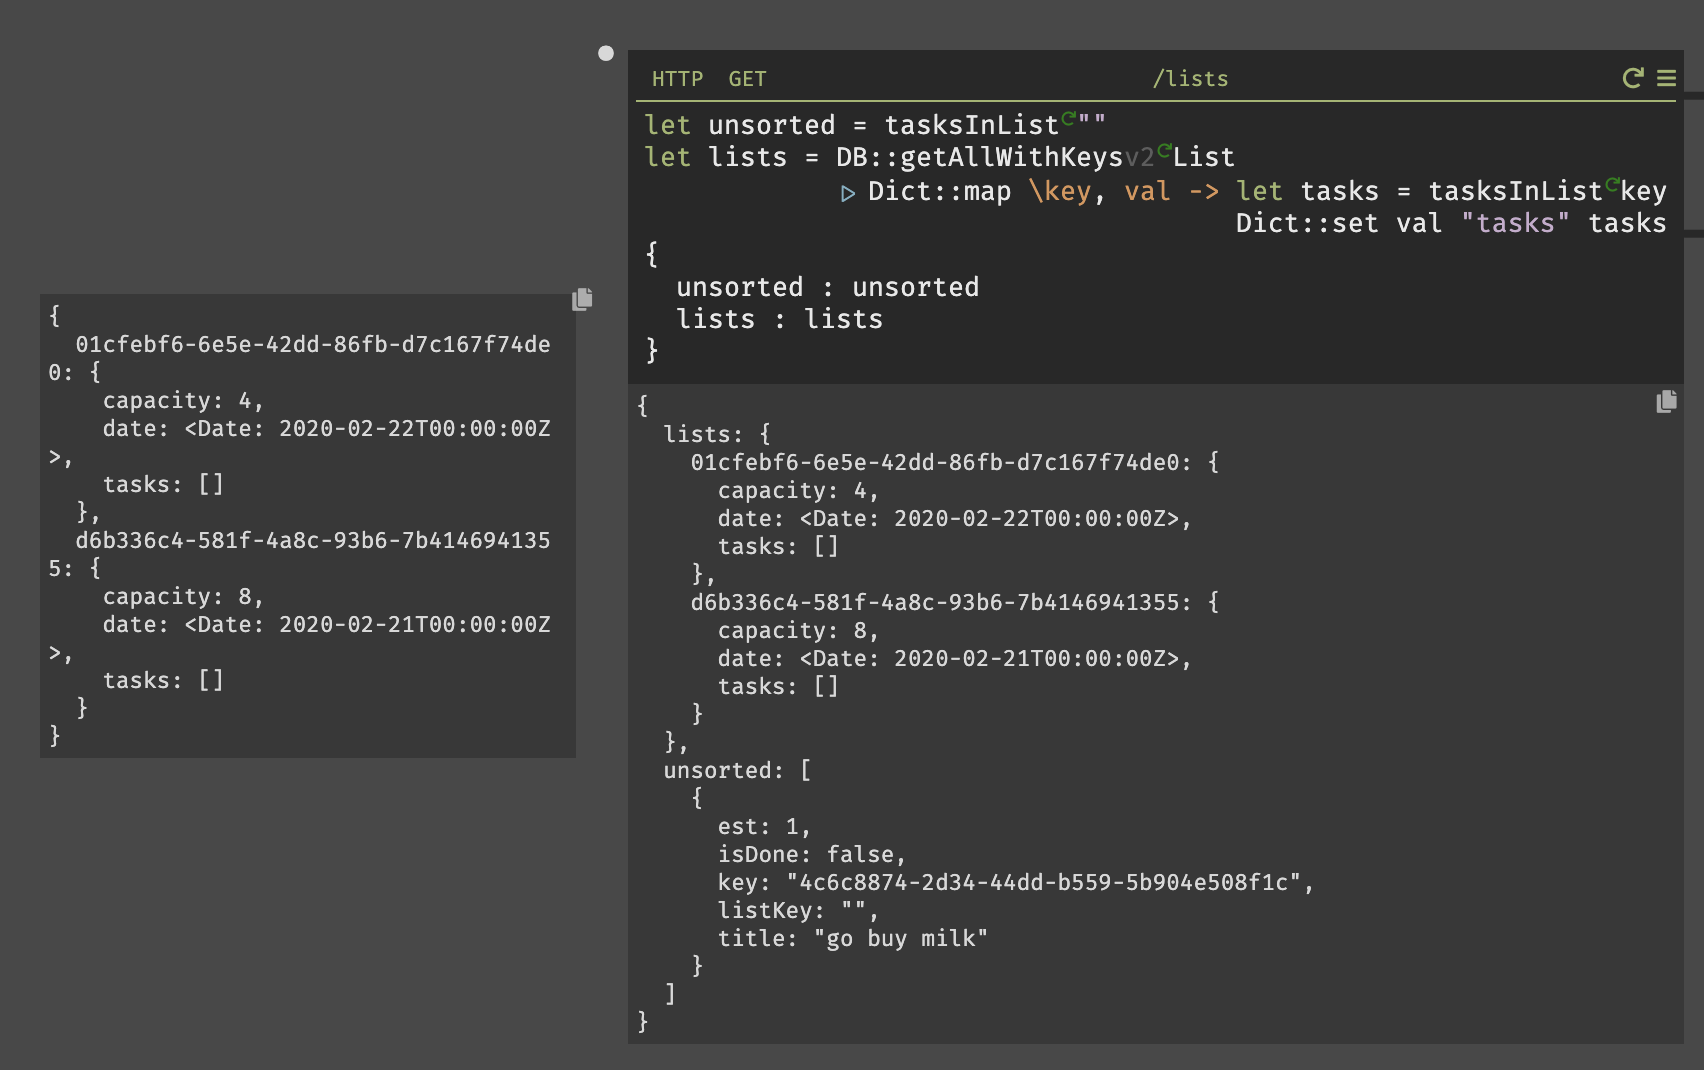 HTTP GET /lists
let unsorted = tasksInList ""
let lists = DB::getAllWithKeysv2 List
Dict::map \key, val -> let tasks = tasksInList key
Dict::set val "tasks" tasks
{
unsorted : unsorted
lists : lists
}
{
01cfebf6-6e5e-42dd-86fb-d7c167f74de
0: {
capacity: 4,
date: <Date: 2020-02-22T00:00:00Z
>,
tasks: []
},
d6b336c4-581f-4a8c-93b6-7b414694135
5: {
capacity: 8,
date: <Date: 2020-02-21T00:00:00Z
>,
tasks: []
}
}
{
lists: {
01cfebf6-6e5e-42dd-86fb-d7c167f74de0: {
capacity: 4,
date: <Date: 2020-02-22T00:00:00Z>,
tasks: []
},
d6b336c4-581f-4a8c-93b6-7b4146941355: {
capacity: 8,
date: <Date: 2020-02-21T00:00:00Z>,
tasks: []
}
},
unsorted: [
{
est: 1,
isDone: false,
key: "4c6c8874-2d34-44dd-b559-5b904e508f1c",
listKey: "",
title: "go buy milk"
}
]
}